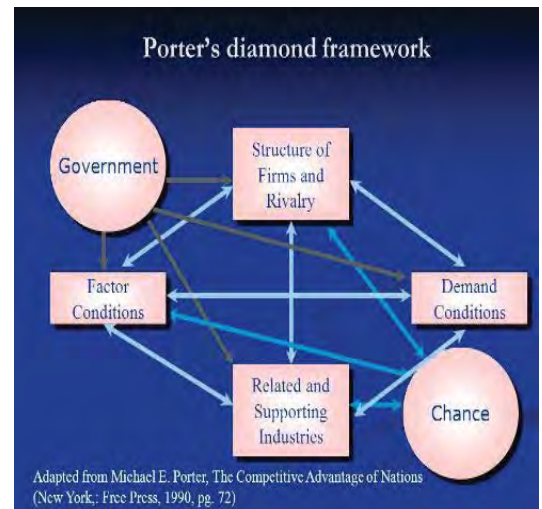 Porter's diamond framework
Government
Structure of
Firms and
Rivalry
Factor
Conditions
Demand
Conditions
Related and
Supporting
Industries
Chance
Adapted from Michael E. Porter, The Competitive Advantage of Nations
(New York,: Free Press, 1990, pg. 72)